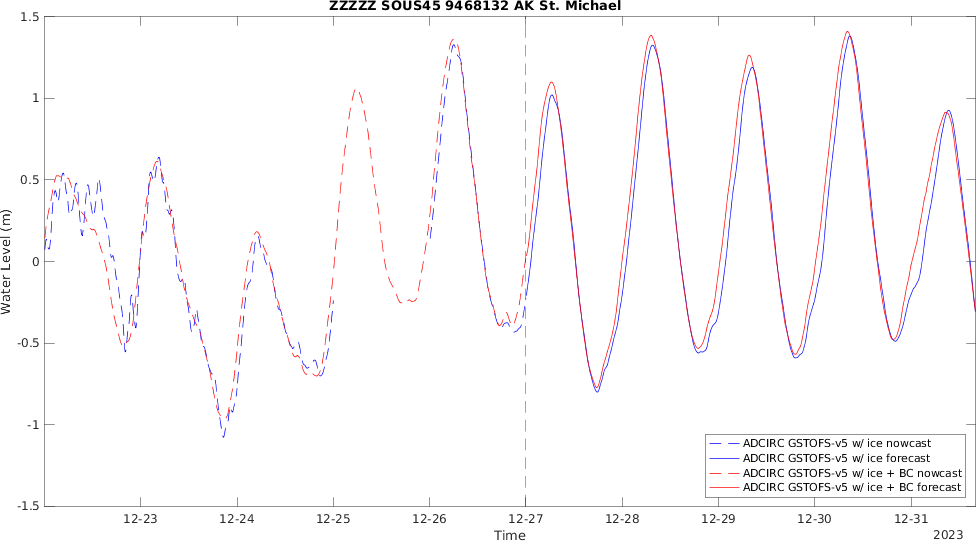 ZZZZZ SOUS45 9468132 AK St. Michael
Water Level (m)
1.5
1
0.5
0
-0.5
-1
-1.5
12-23
12-24
12-25
12-26
12-27
12-28
12-29
12-30
12-31
Time
2023
ADCIRC GSTOFS-v5 w/ ice nowcast
ADCIRC GSTOFS-v5 w/ ice forecast
ADCIRC GSTOFS-v5 w/ ice + BC nowcast
ADCIRC GSTOFS-v5 w/ ice + BC forecast